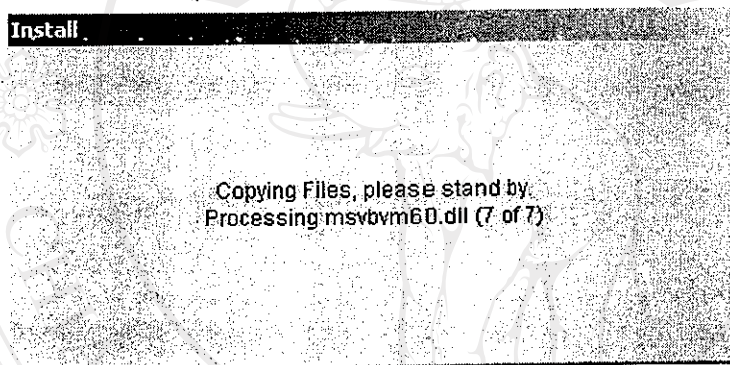 Install
Copying Files, please stand by.
Processing msvbvm60.dll (7 of 7)